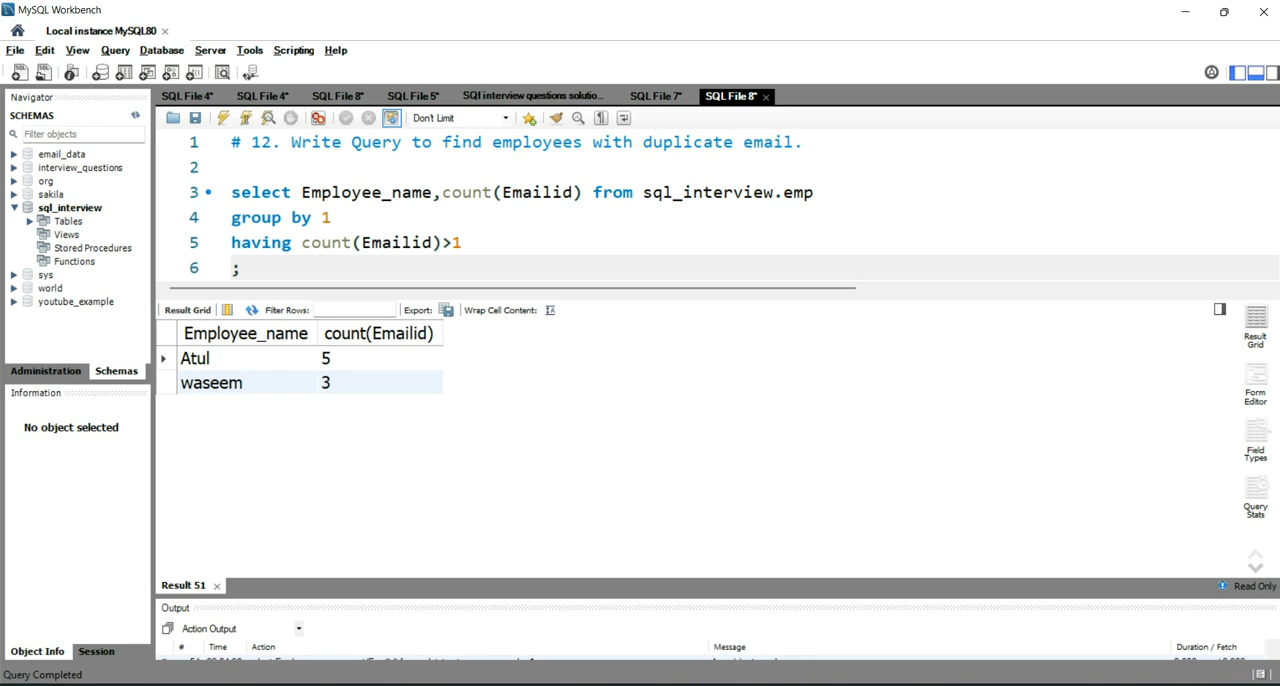 MySQL Workbench
Local instance MySQL80 ×
File Edit View Query Database Server Tools Scripting Help
Navigator
SCHEMAS
Filter objects
email_data
interview_questions
org
sakila
sql_interview
Tables
Views
Stored Procedures
Functions
sys
world
youtube_example
Administration Schemas
Information
No object selected
Object Info Session
SQL File 4* SQL File 4* SQL File 8* SQL File 5* SQl interview questions solutio... SQL File 7* SQL File 8* ×
Don't Limit
1 # 12. Write Query to find employees with duplicate email.
2
3 select Employee_name,count(Emailid) from sql_interview.emp
4 group by 1
5 having count(Emailid)>1
6 ;
Result Grid Filter Rows: Export: Wrap Cell Content:
Employee_name count(Emailid)
Atul 5
waseem 3
Result Grid
Form Editor
Field Types
Query Stats
Result 51 ×
Read Only
Output
Action Output
# Time Action Message Duration / Fetch
Query Completed